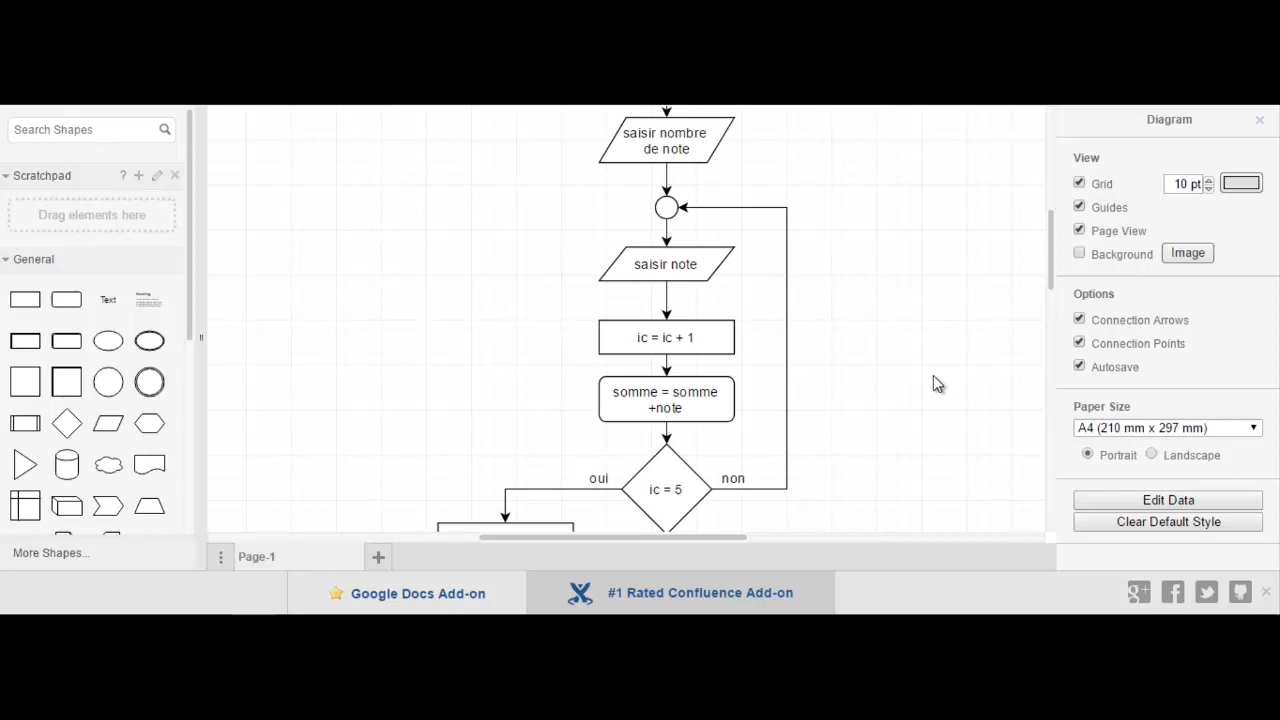 Search Shapes
Scratchpad
?
Drag elements here
General
Text
More Shapes...
saisir nombre
de note
saisir note
ic = ic + 1
somme = somme
+note
oui
ic = 5
non
Page-1
Diagram
View
Grid
10 pt
Guides
Page View
Background
Image
Options
Connection Arrows
Connection Points
Autosave
Paper Size
A4 (210 mm x 297 mm)
Portrait
Landscape
Edit Data
Clear Default Style
Google Docs Add-on
#1 Rated Confluence Add-on